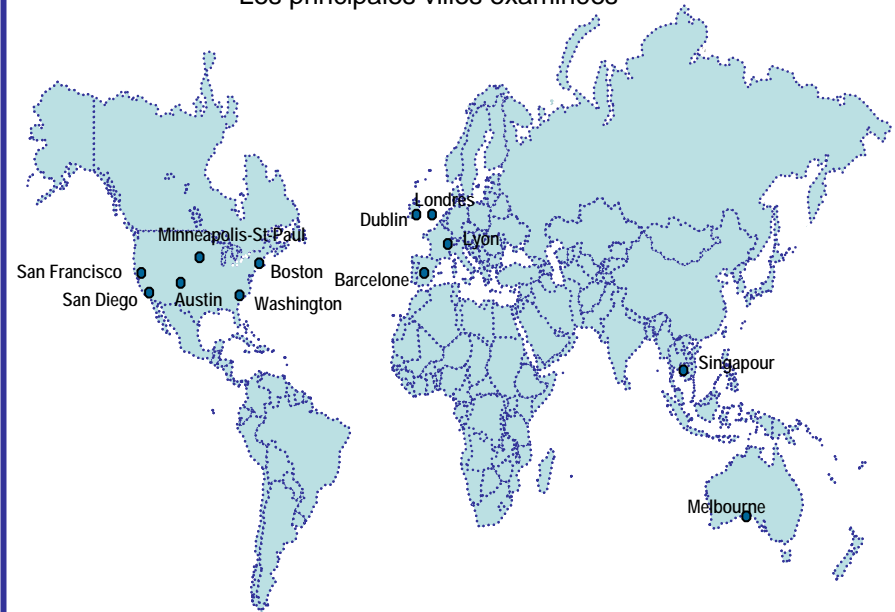 Les principales villes examinées
Londres
Dublin
Minneapolis-St-Paul
Lyon
San Francisco
Boston
Barcelone
San Diego
Austin
Washington
Singapour
Melbourne